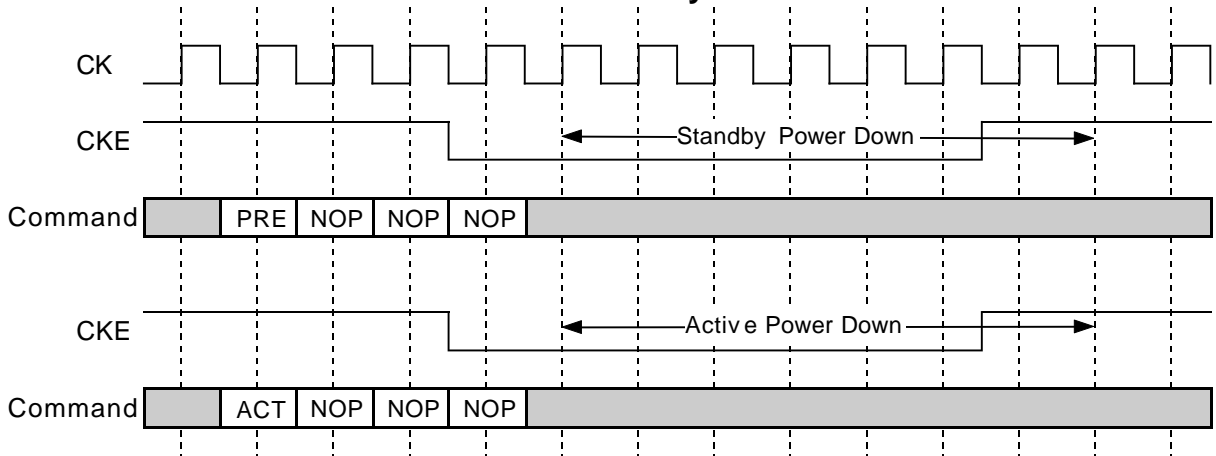 CK
CKE
Standby Power Down
Command PRE NOP NOP NOP
CKE
Active Power Down
Command ACT NOP NOP NOP